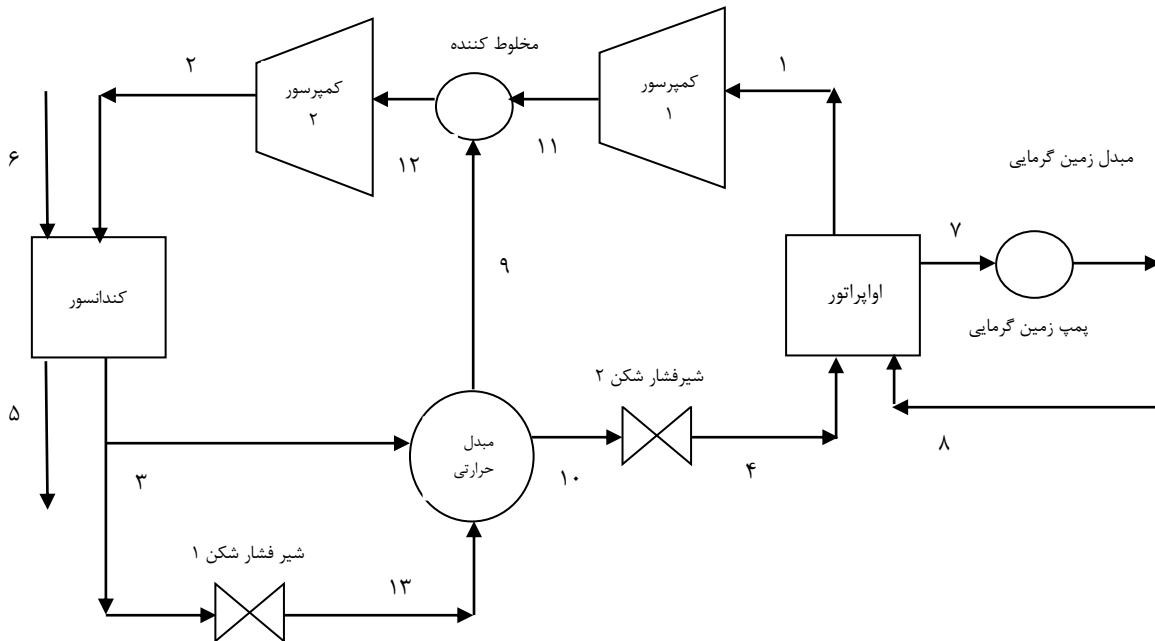 مخلوط کننده
کمپرسور
۱
۱
۲
کمپرسور
۲
۱۲
۱۱
۶
مبدل زمین گرمایی
۷
کندانسور
۹
اواپراتور
پمپ زمین گرمایی
شیرفشار شکن ۲
۵
مبدل
حرارتی
۳
۱۰
۴
۸
شیر فشار شکن ۱
۱۳